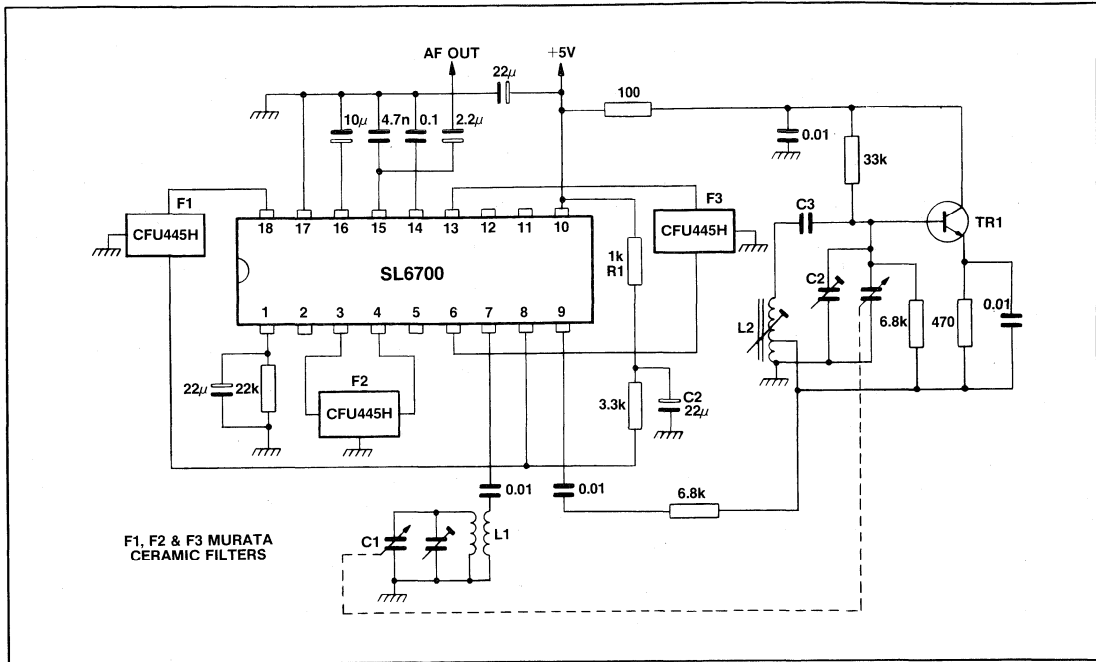 AF OUT
+5V
22μ
100
10μ
4.7n
0.1
2.2μ
0.01
33k
F1
CFU445H
18 17 16 15 14 13 12 11 10
F3
CFU445H
C3
TR1
1k
R1
SL6700
C2
1 2 3 4 5 6 7 8 9
L2
6.8k
470
0.01
22μ
22k
F2
CFU445H
3.3k
C2
22μ
0.01
0.01
6.8k
C1
L1
F1, F2 & F3 MURATA
CERAMIC FILTERS